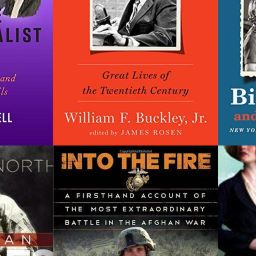 ALIST
and
ls
ELL
Great Lives of
the Twentieth Century
William F. Buckley, Jr.
edited by JAMES ROSEN
Bi
and
NEW YORK
NORTH
AN
INTO THE FIRE
A FIRSTHAND ACCOUNT OF
THE MOST EXTRAORDINARY
BATTLE IN THE AFGHAN WAR